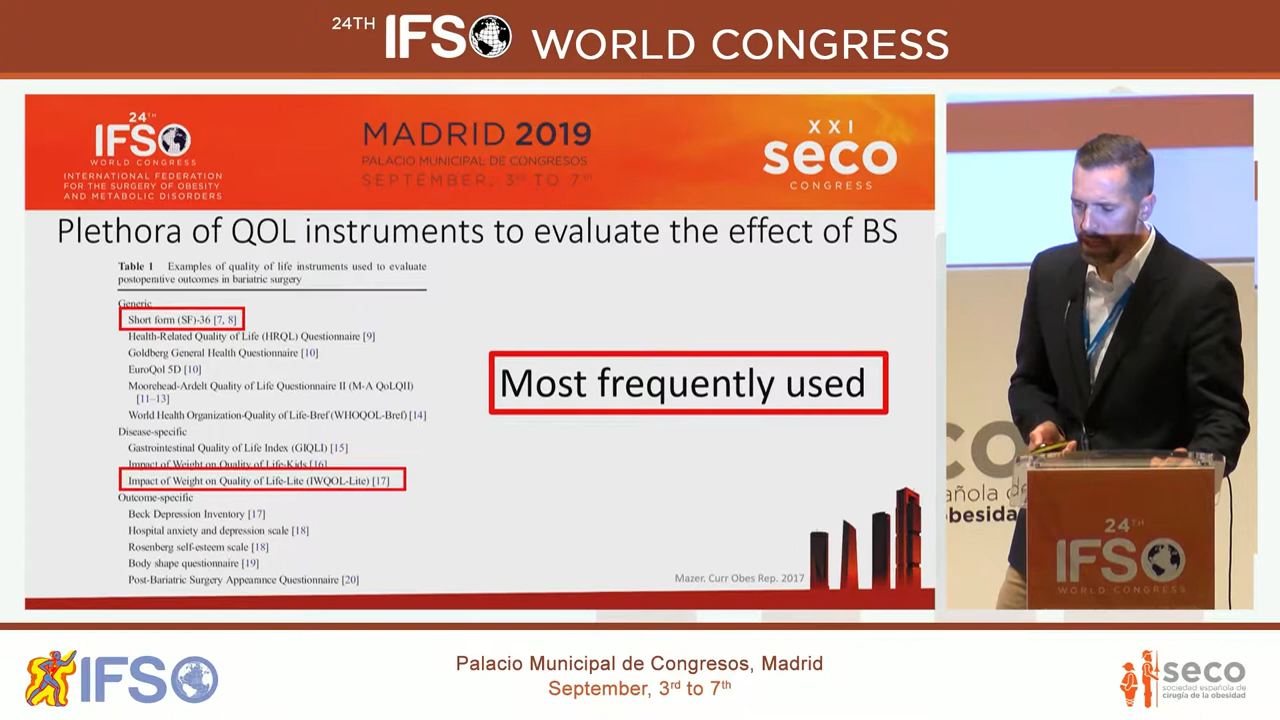 24TH IFSO WORLD CONGRESS
24TH
IFSO
WORLD CONGRESS
INTERNATIONAL FEDERATION
FOR THE SURGERY OF OBESITY
AND METABOLIC DISORDERS
MADRID 2019
PALACIO MUNICIPAL DE CONGRESOS
SEPTEMBER, 3RD TO 7TH
XXI
seco
CONGRESS
Plethora of QOL instruments to evaluate the effect of BS
Table 1 Examples of quality of life instruments used to evaluate
postoperative outcomes in bariatric surgery
Generic
Short form (SF)-36 [7, 8]
Health-Related Quality of Life (HRQL) Questionnaire [9]
Goldberg General Health Questionnaire [10]
EuroQol 5D [10]
Moorehead-Ardelt Quality of Life Questionnaire II (M-A QoLQII)
[11–13]
World Health Organization-Quality of Life-Bref (WHOQOL-Bref) [14]
Disease-specific
Gastrointestinal Quality of Life Index (GIQLI) [15]
Impact of Weight on Quality of Life-Kids [16]
Impact of Weight on Quality of Life-Lite (IWQOL-Lite) [17]
Outcome-specific
Beck Depression Inventory [17]
Hospital anxiety and depression scale [18]
Rosenberg self-esteem scale [18]
Body shape questionnaire [19]
Post-Bariatric Surgery Appearance Questionnaire [20]
Most frequently used
Mazer. Curr Obes Rep. 2017
co
añola d
obesida
24TH
IFSO
WORLD CONGRESS
IFSO
Palacio Municipal de Congresos, Madrid
September, 3rd to 7th
seco
sociedad española de
cirugía de la obesidad